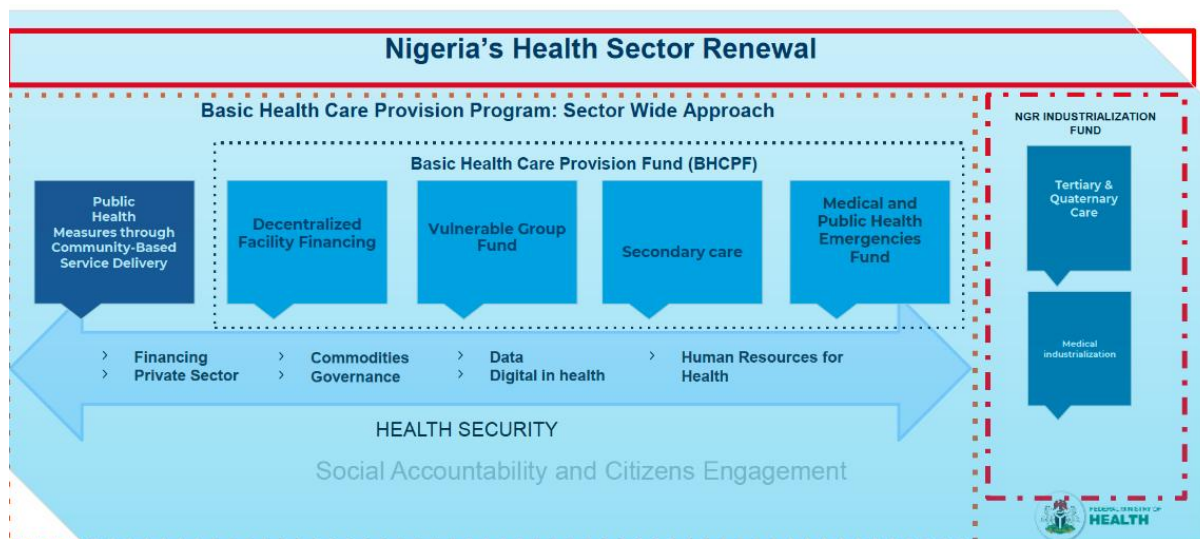 Nigeria's Health Sector Renewal
Basic Health Care Provision Program: Sector Wide Approach
Basic Health Care Provision Fund (BHCPF)
Public
Health
Measures through
Community-Based
Service Delivery
Decentralized
Facility Financing
Vulnerable Group
Fund
Secondary care
Medical and
Public Health
Emergencies
Fund
> Financing
> Private Sector
> Commodities
> Governance
> Data
> Digital in health
> Human Resources for
Health
HEALTH SECURITY
Social Accountability and Citizens Engagement
NGR INDUSTRIALIZATION
FUND
Tertiary &
Quaternary
Care
Medical
industrialization
FEDERAL MINISTRY OF
HEALTH